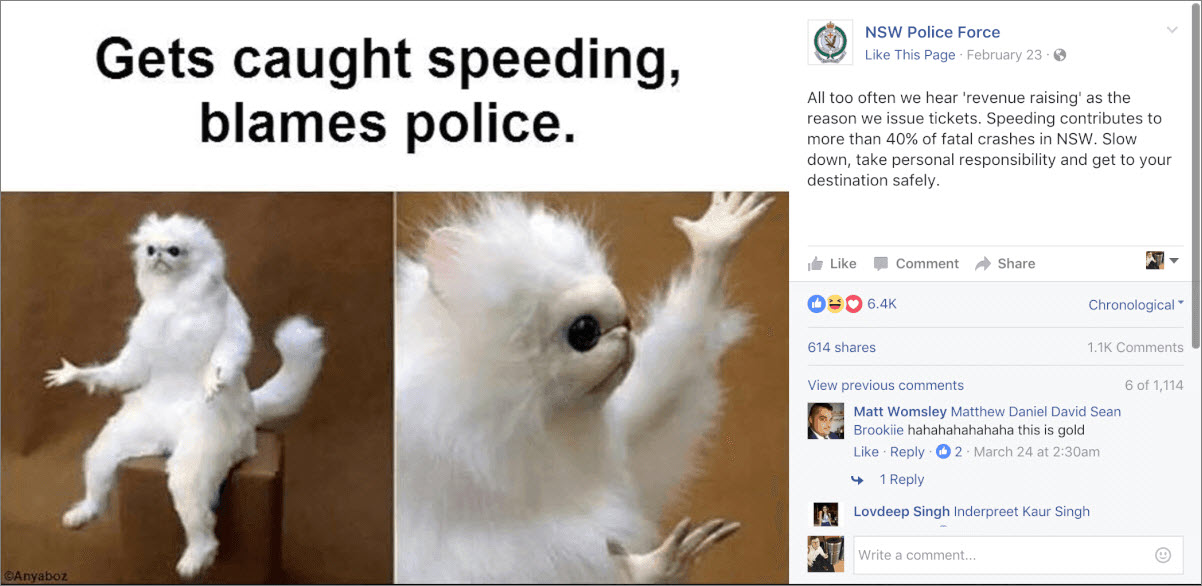 Gets caught speeding,
blames police.
©Anyaboz
NSW Police Force
Like This Page · February 23 ·
All too often we hear 'revenue raising' as the
reason we issue tickets. Speeding contributes to
more than 40% of fatal crashes in NSW. Slow
down, take personal responsibility and get to your
destination safely.
Like Comment Share
6.4K Chronological
614 shares 1.1K Comments
View previous comments 6 of 1,114
Matt Womsley Matthew Daniel David Sean
Brookiie hahahahahahaha this is gold
Like · Reply · 2 · March 24 at 2:30am
1 Reply
Lovdeep Singh Inderpreet Kaur Singh
Write a comment...